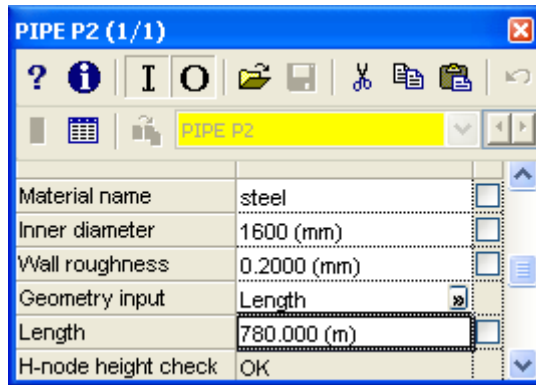 PIPE P2 (1/1)
? i I O
PIPE P2
Material name steel
Inner diameter 1600 (mm)
Wall roughness 0.2000 (mm)
Geometry input Length »
Length 780.000 (m)
H-node height check OK